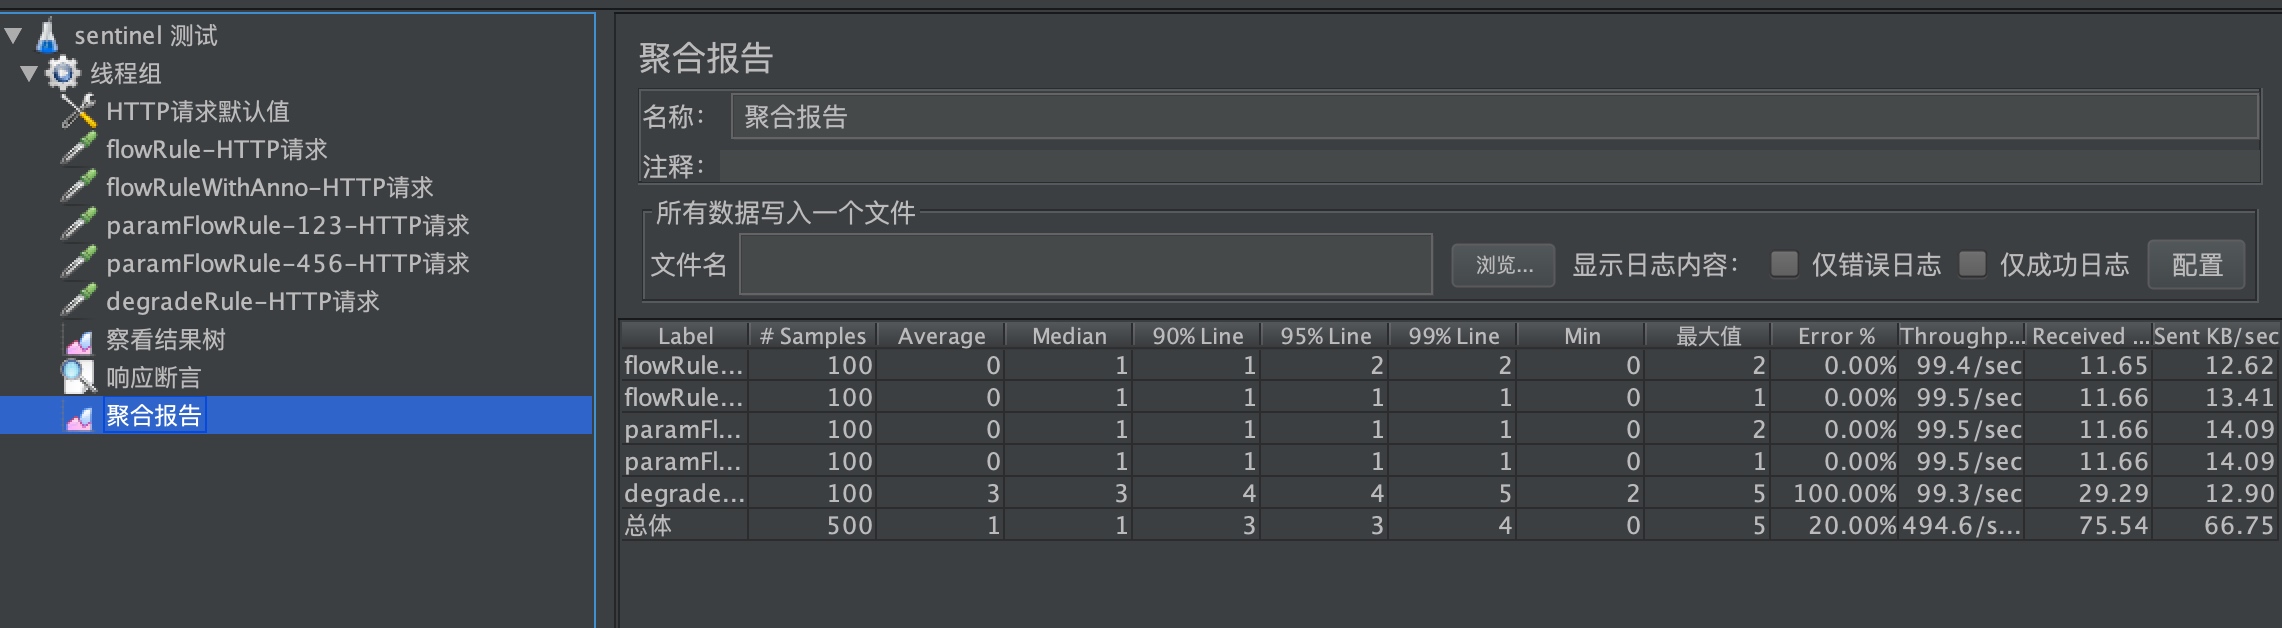 sentinel 测试
线程组
HTTP请求默认值
flowRule-HTTP请求
flowRuleWithAnno-HTTP请求
paramFlowRule-123-HTTP请求
paramFlowRule-456-HTTP请求
degradeRule-HTTP请求
察看结果树
响应断言
聚合报告
聚合报告
名称： 聚合报告
注释：
所有数据写入一个文件
文件名 浏览... 显示日志内容： 仅错误日志 仅成功日志 配置
Label # Samples Average Median 90% Line 95% Line 99% Line Min 最大值 Error % Throughp... Received ... Sent KB/sec
flowRule... 100 0 1 1 2 2 0 2 0.00% 99.4/sec 11.65 12.62
flowRule... 100 0 1 1 1 1 0 1 0.00% 99.5/sec 11.66 13.41
paramFl... 100 0 1 1 1 1 0 2 0.00% 99.5/sec 11.66 14.09
paramFl... 100 0 1 1 1 1 0 1 0.00% 99.5/sec 11.66 14.09
degrade... 100 3 3 4 4 5 2 5 100.00% 99.3/sec 29.29 12.90
总体 500 1 1 3 3 4 0 5 20.00% 494.6/s... 75.54 66.75